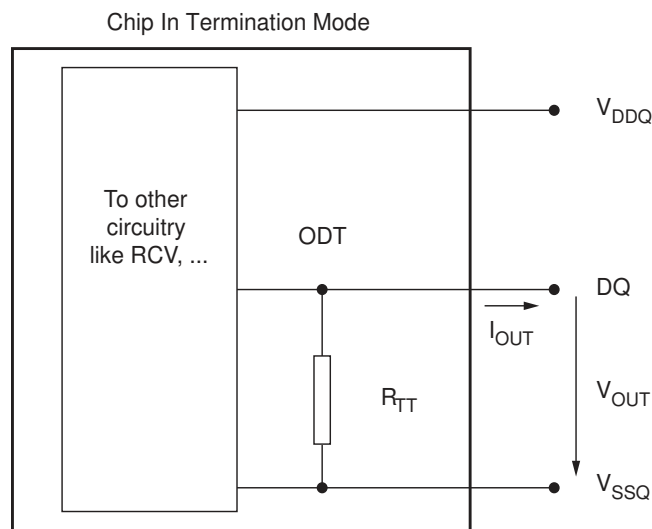 Chip In Termination Mode
V_DDQ
To other
circuitry
like RCV, ...
ODT
DQ
I_OUT
R_TT
V_OUT
V_SSQ